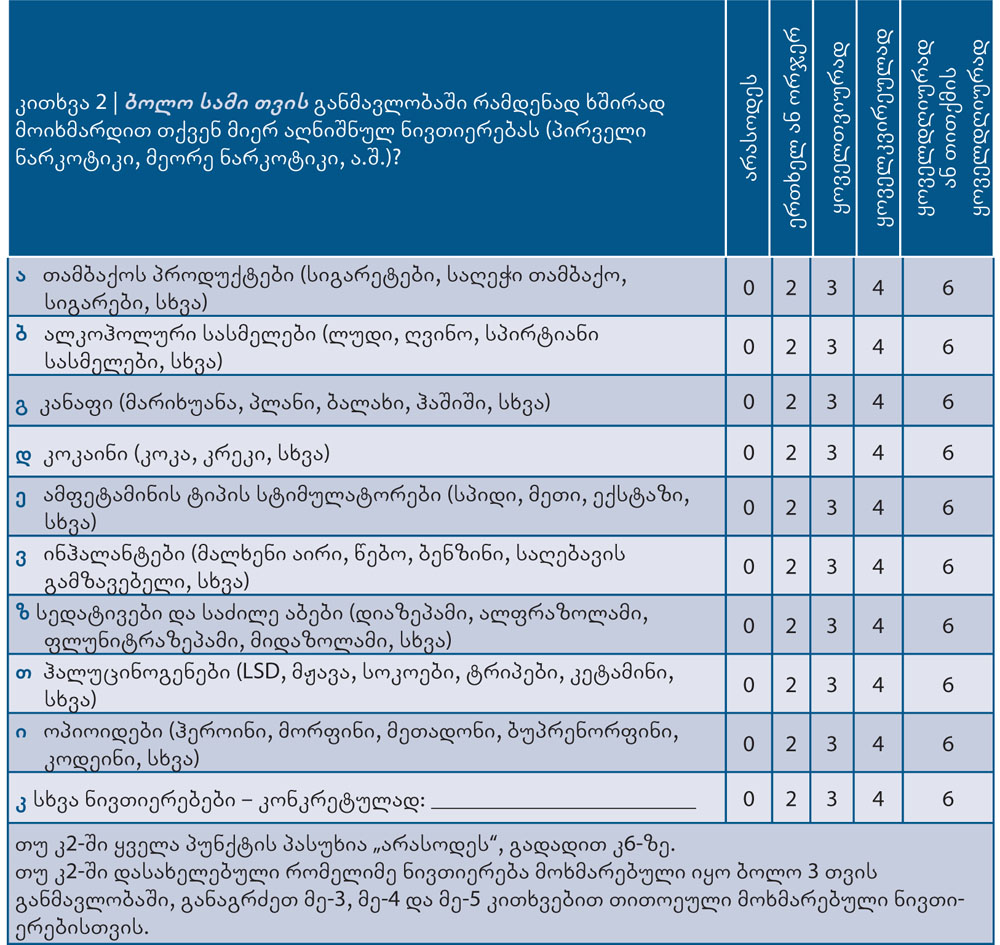 კითხვა 2 | ბოლო სამი თვის განმავლობაში რამდენად ხშირად
მოიხმარდით თქვენ მიერ აღნიშნულ ნივთიერებას (პირველი
ნარკოტიკი, მეორე ნარკოტიკი, ა.შ.)?
არასოდეს
ერთხელ ან ორჯერ
ყოველთვიურად
ყოველკვირეულად
ყოველდღიურად
ან თითქმის
ყოველდღიურად
ა თამბაქოს პროდუქტები (სიგარეტები, საღეჭი თამბაქო,
სიგარები, სხვა)
0 2 3 4 6
ბ ალკოჰოლური სასმელები (ლუდი, ღვინო, სპირტიანი
სასმელები, სხვა)
0 2 3 4 6
გ კანაფი (მარიხუანა, პლანი, ბალახი, ჰაშიში, სხვა) 0 2 3 4 6
დ კოკაინი (კოკა, კრეკი, სხვა) 0 2 3 4 6
ე ამფეტამინის ტიპის სტიმულატორები (სპიდი, მეთი, ექსტაზი,
სხვა)
0 2 3 4 6
ვ ინჰალანტები (მალხენი აირი, წებო, ბენზინი, საღებავის
გამზავებელი, სხვა)
0 2 3 4 6
ზ სედატივები და საძილე აბები (დიაზეპამი, ალფრაზოლამი,
ფლუნიტრაზეპამი, მიდაზოლამი, სხვა)
0 2 3 4 6
თ ჰალუცინოგენები (LSD, მჟავა, სოკოები, ტრიპები, კეტამინი,
სხვა)
0 2 3 4 6
ი ოპიოიდები (ჰეროინი, მორფინი, მეთადონი, ბუპრენორფინი,
კოდეინი, სხვა)
0 2 3 4 6
კ სხვა ნივთიერებები – კონკრეტულად: ______________________ 0 2 3 4 6
თუ კ2-ში ყველა პუნქტის პასუხია „არასოდეს“, გადადით კ6-ზე.
თუ კ2-ში დასახელებული რომელიმე ნივთიერება მოხმარებული იყო ბოლო 3 თვის
განმავლობაში, განაგრძეთ მე-3, მე-4 და მე-5 კითხვებით თითოეული მოხმარებული ნივთი-
ერებისთვის.